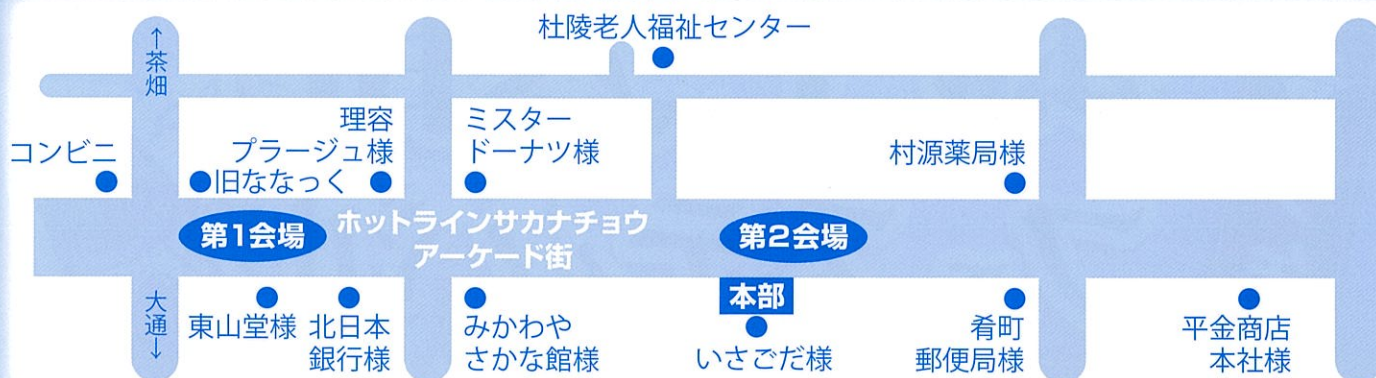 杜陵老人福祉センター
↑茶畑
理容
プラージュ様
ミスター
ドーナツ様
コンビニ
旧ななっく
村源薬局様
第1会場
ホットラインサカナチョウ
アーケード街
第2会場
本部
大通↓
東山堂様
北日本
銀行様
みかわや
さかな館様
いさごだ様
肴町
郵便局様
平金商店
本社様